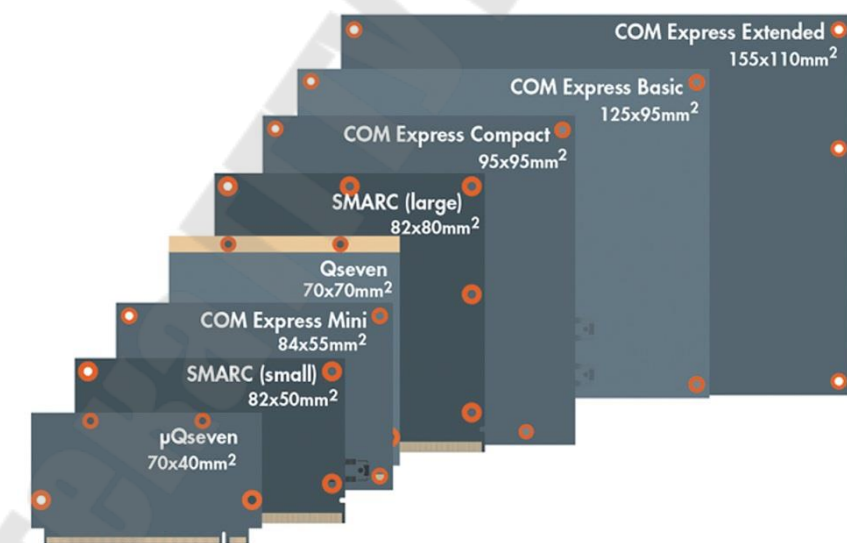 COM Express Extended
155x110mm²
COM Express Basic
125x95mm²
COM Express Compact
95x95mm²
SMARC (large)
82x80mm²
Qseven
70x70mm²
COM Express Mini
84x55mm²
SMARC (small)
82x50mm²
µQseven
70x40mm²